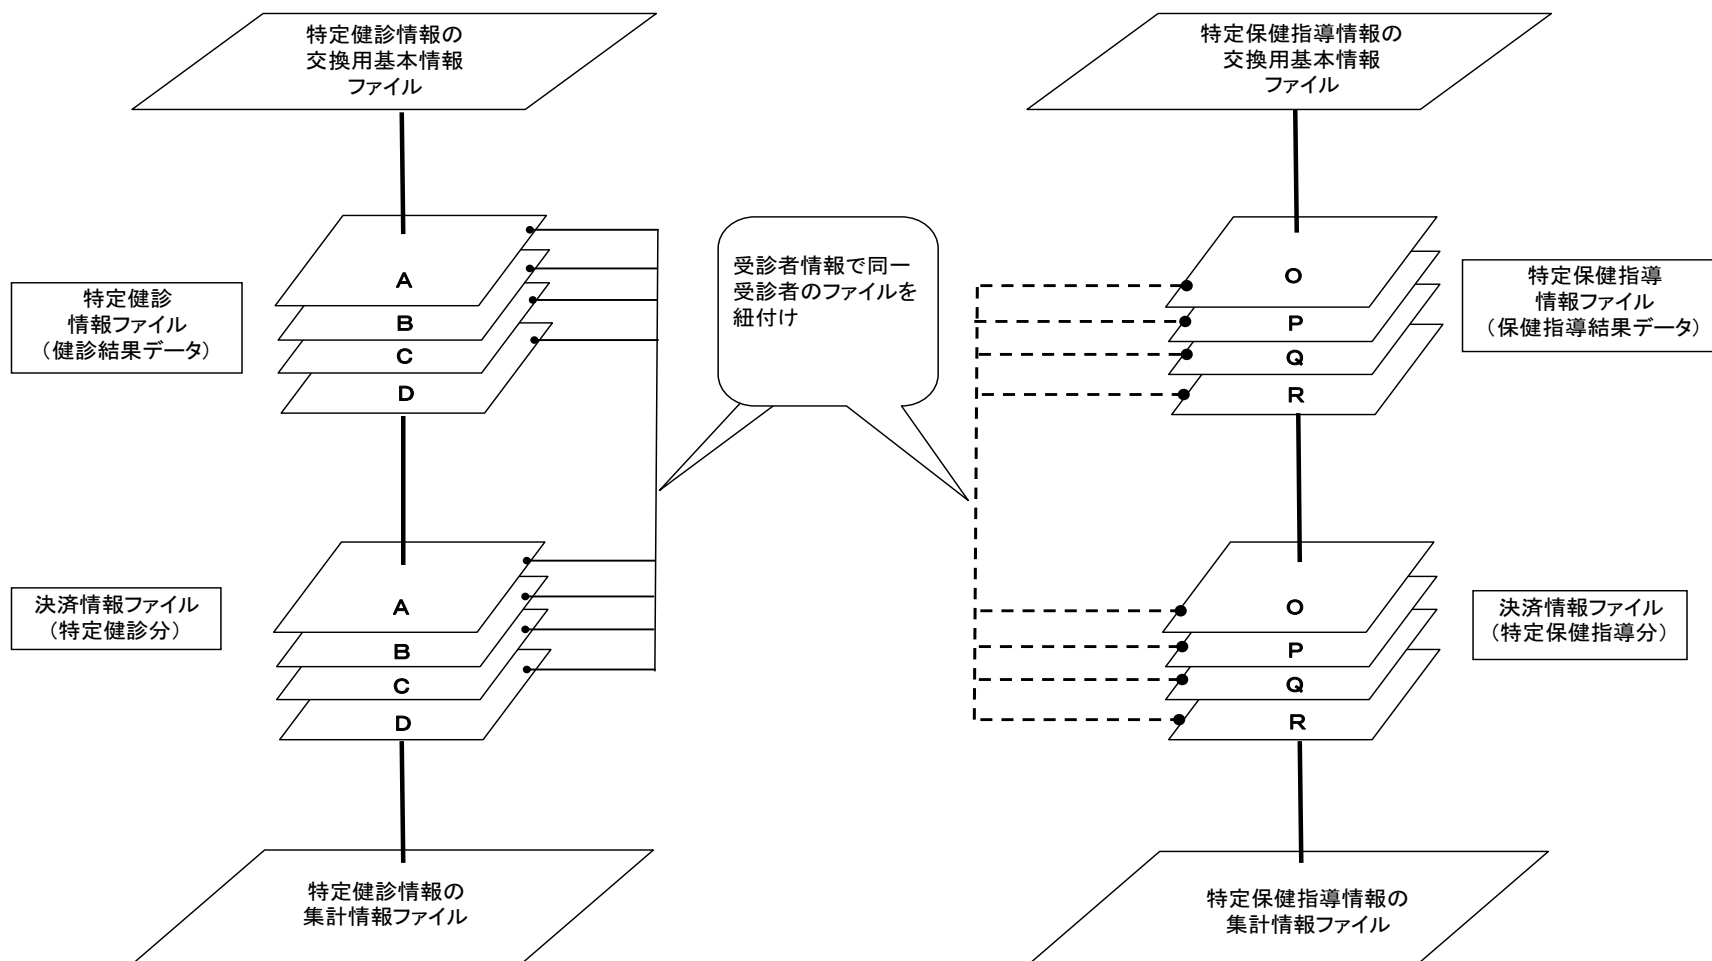 特定健診情報の
交換用基本情報
ファイル
特定保健指導情報の
交換用基本情報
ファイル
特定健診
情報ファイル
（健診結果データ）
A
B
C
D
受診者情報で同一
受診者のファイルを
紐付け
O
P
Q
R
特定保健指導
情報ファイル
（保健指導結果データ）
決済情報ファイル
（特定健診分）
A
B
C
D
O
P
Q
R
決済情報ファイル
（特定保健指導分）
特定健診情報の
集計情報ファイル
特定保健指導情報の
集計情報ファイル